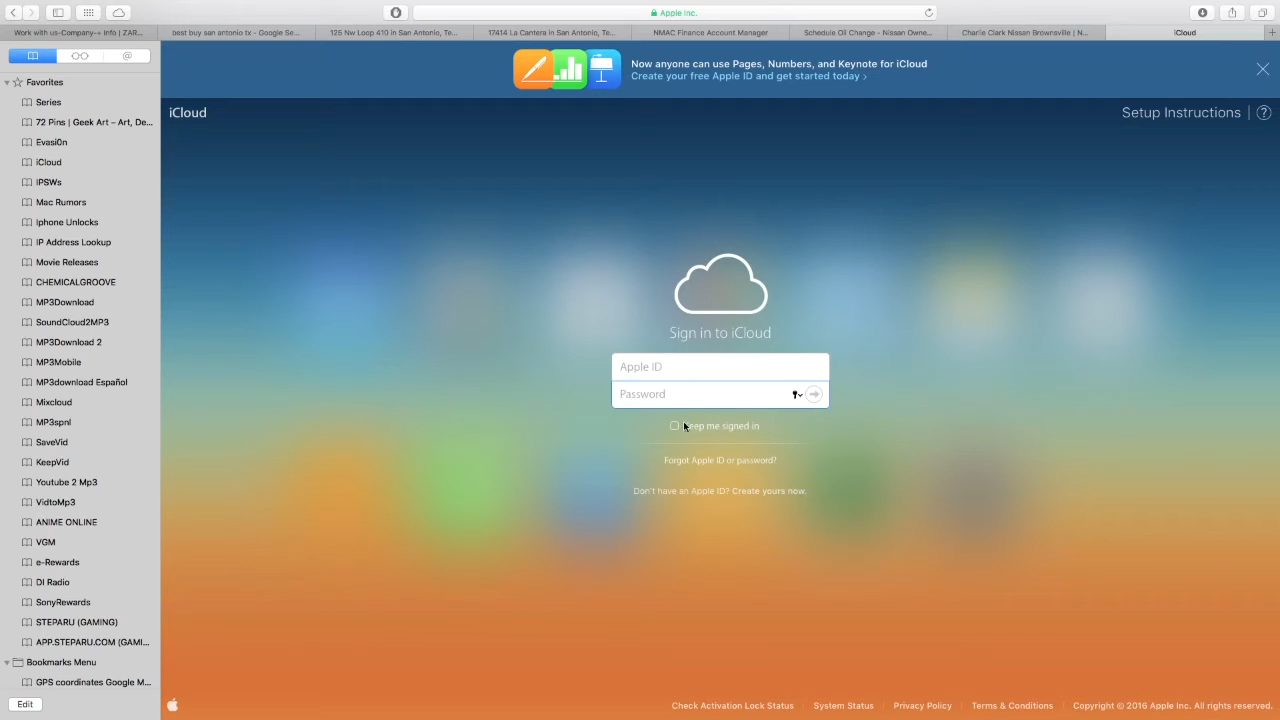 Apple Inc.
Work with us-Company-+ Info | ZAR...
best buy san antonio tx - Google Se...
125 Nw Loop 410 in San Antonio, Te...
17414 La Cantera in San Antonio, Te...
NMAC Finance Account Manager
Schedule Oil Change - Nissan Owne...
Charlie Clark Nissan Brownsville | N...
iCloud
Favorites
Series
72 Pins | Geek Art – Art, De...
Evasi0n
iCloud
IPSWs
Mac Rumors
Iphone Unlocks
IP Address Lookup
Movie Releases
CHEMICALGROOVE
MP3Download
SoundCloud2MP3
MP3Download 2
MP3Mobile
MP3download Español
Mixcloud
MP3spnl
SaveVid
KeepVid
Youtube 2 Mp3
VidtoMp3
ANIME ONLINE
VGM
e-Rewards
DI Radio
SonyRewards
STEPARU (GAMING)
APP.STEPARU.COM (GAMI...
Bookmarks Menu
GPS coordinates Google M...
Edit
Now anyone can use Pages, Numbers, and Keynote for iCloud
Create your free Apple ID and get started today ›
iCloud
Setup Instructions | ?
Sign in to iCloud
Apple ID
Password
Keep me signed in
Forgot Apple ID or password?
Don't have an Apple ID? Create yours now.
Check Activation Lock Status
System Status
Privacy Policy
Terms & Conditions
Copyright © 2016 Apple Inc. All rights reserved.